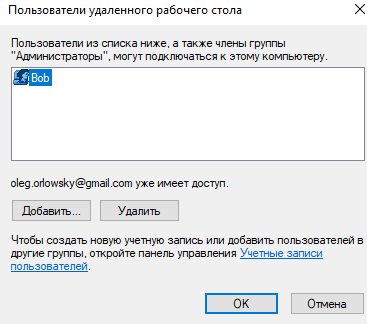 Пользователи удаленного рабочего стола
Пользователи из списка ниже, а также члены группы
"Администраторы", могут подключаться к этому компьютеру.
Bob
oleg.orlowsky@gmail.com уже имеет доступ.
Добавить... Удалить
Чтобы создать новую учетную запись или добавить пользователей в
другие группы, откройте панель управления Учетные записи
пользователей.
OK Отмена